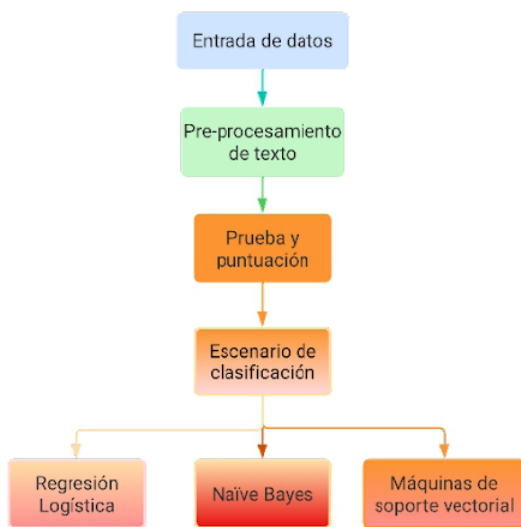 Entrada de datos
Pre-procesamiento
de texto
Prueba y
puntuación
Escenario de
clasificación
Regresión
Logística
Naïve Bayes
Máquinas de
soporte vectorial